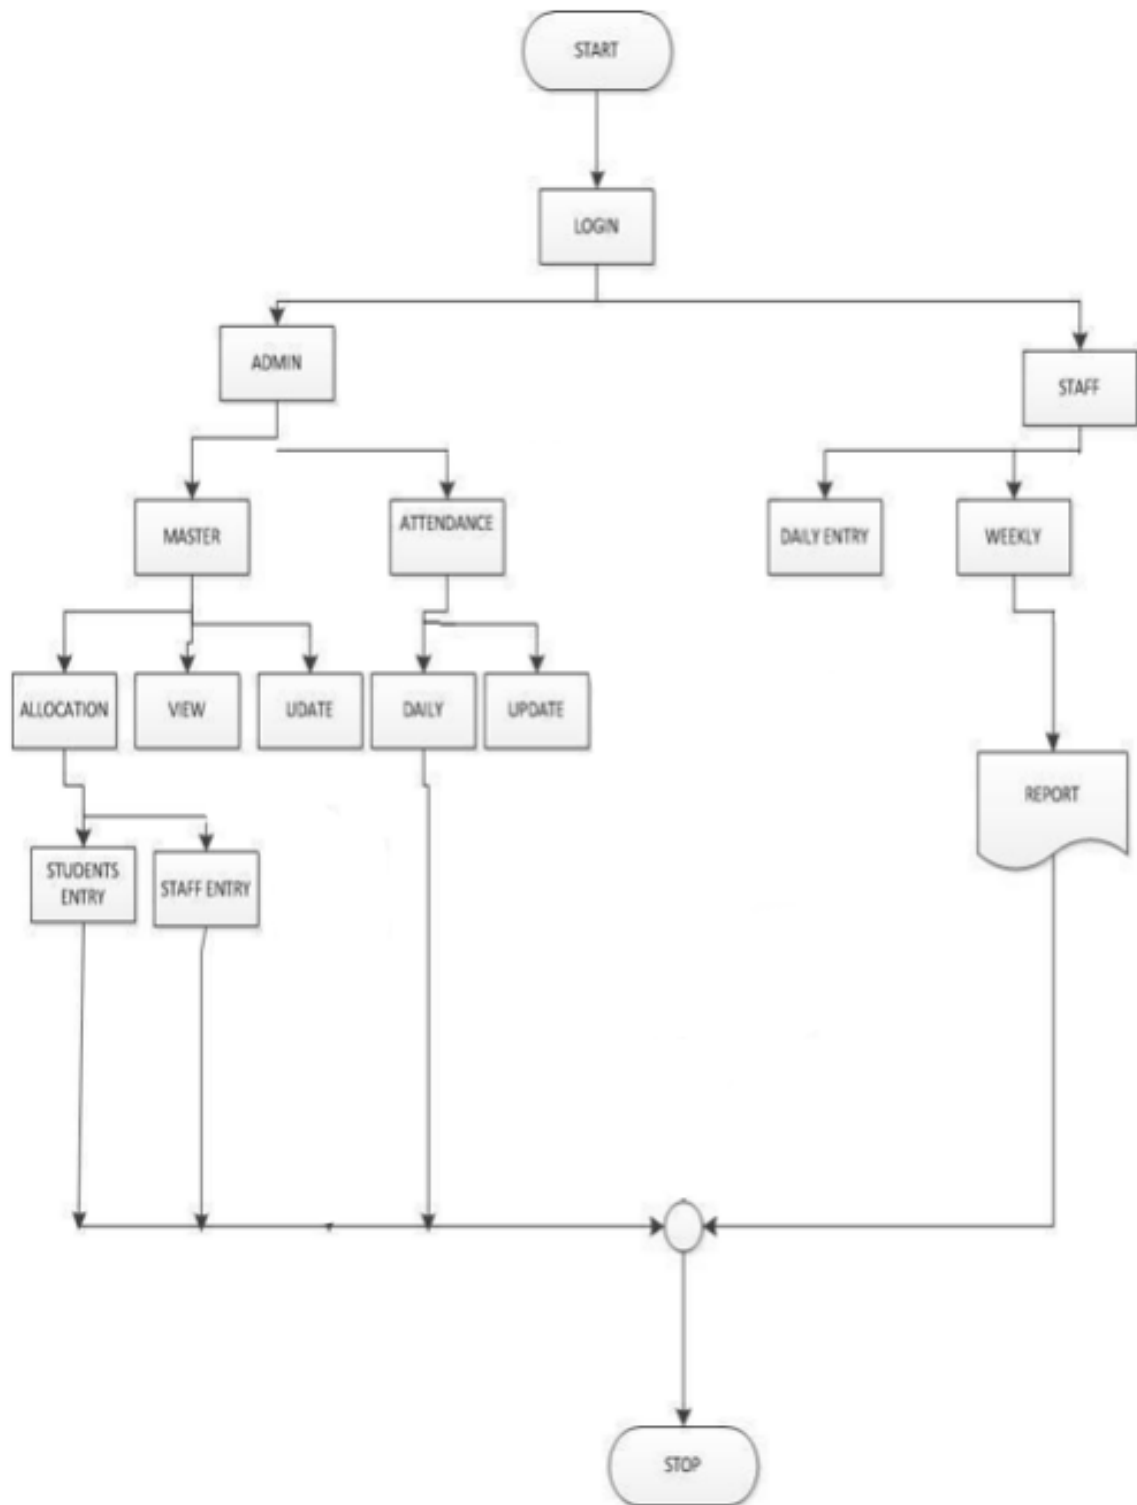 START
LOGIN
ADMIN
STAFF
MASTER
ATTENDANCE
DAILY ENTRY
WEEKLY
ALLOCATION
VIEW
UDATE
DAILY
UPDATE
REPORT
STUDENTS
ENTRY
STAFF ENTRY
STOP